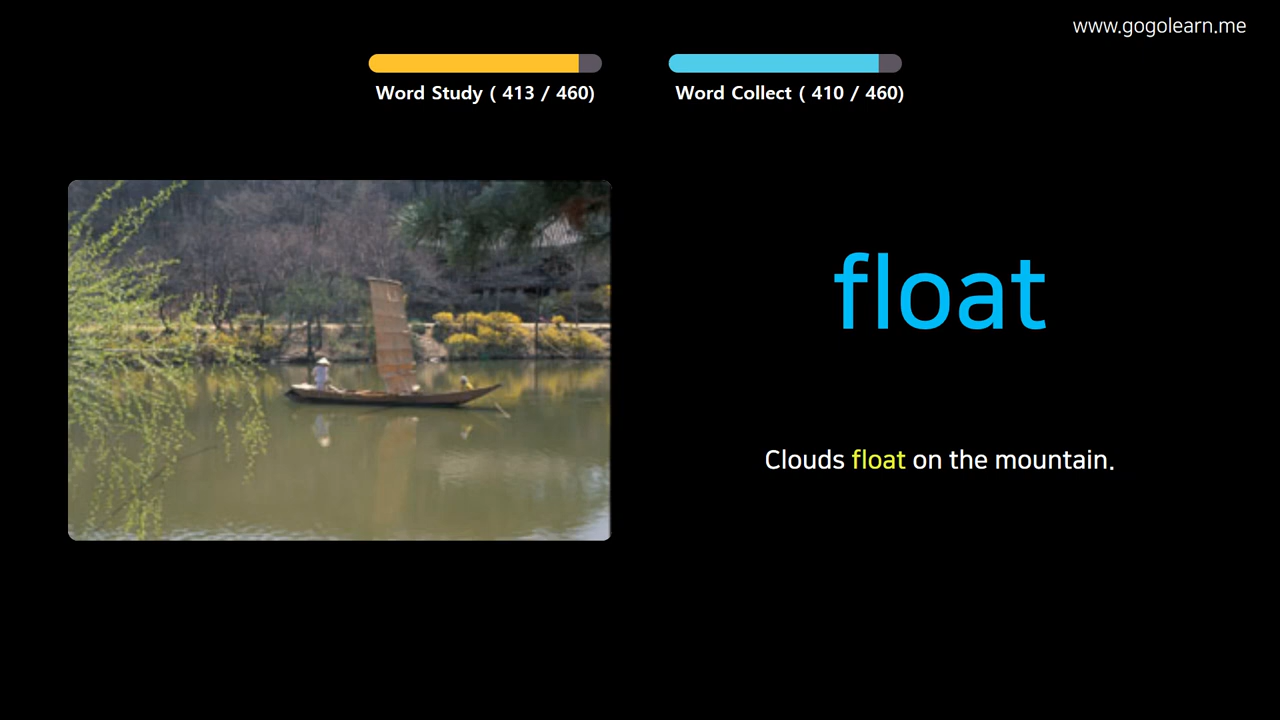 www.gogolearn.me
Word Study ( 413 / 460)
Word Collect ( 410 / 460)
float
Clouds float on the mountain.